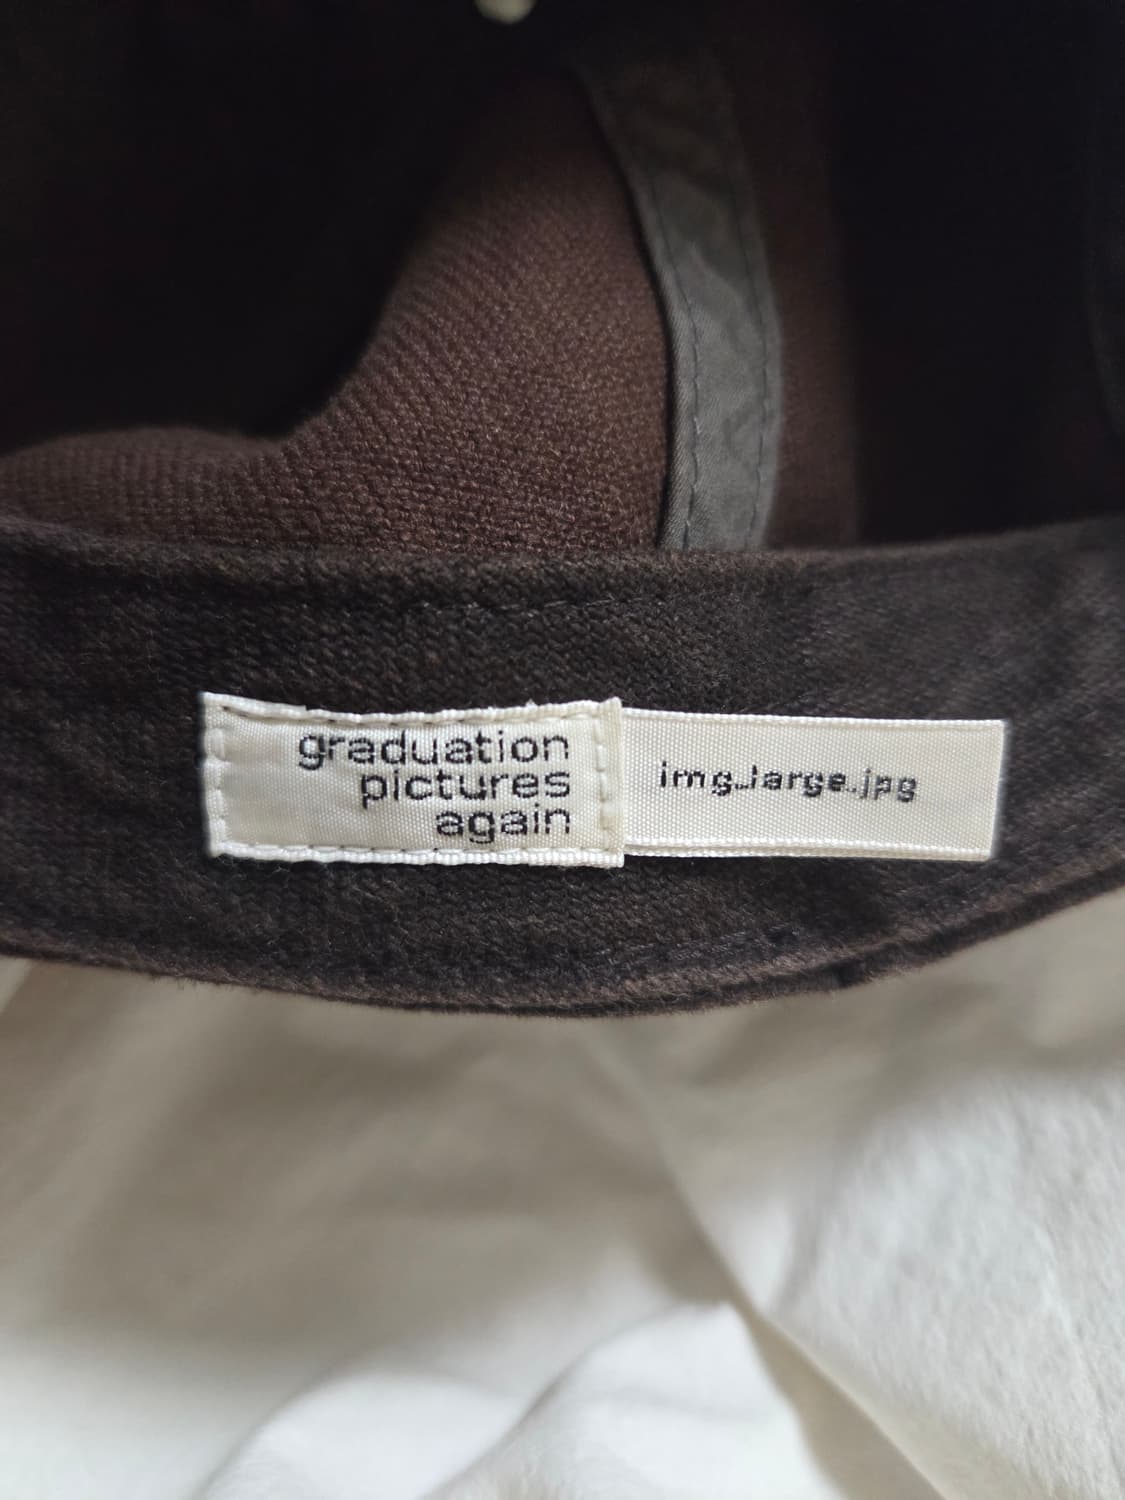 graduation
pictures
again
img_large.jpg